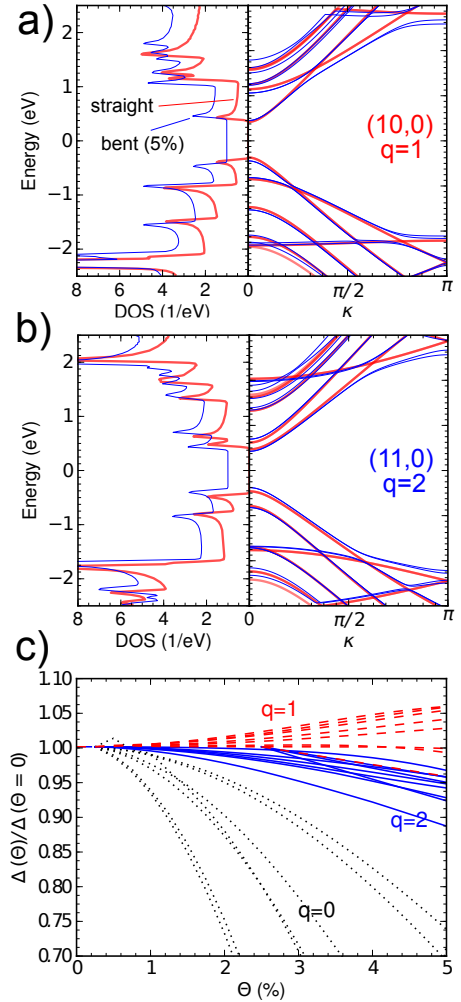 a)
2
1
0
−1
−2
Energy (eV)
straight
bent (5%)
8 6 4 2 0
DOS (1/eV)
(10,0)
q=1
π/2
π
κ
b)
2
1
0
−1
−2
Energy (eV)
8 6 4 2 0
DOS (1/eV)
(11,0)
q=2
π/2
π
κ
c)
1.10
1.05
1.00
0.95
0.90
0.85
0.80
0.75
0.70
Δ(Θ)/Δ(Θ = 0)
q=1
q=2
q=0
0 1 2 3 4 5
Θ (%)